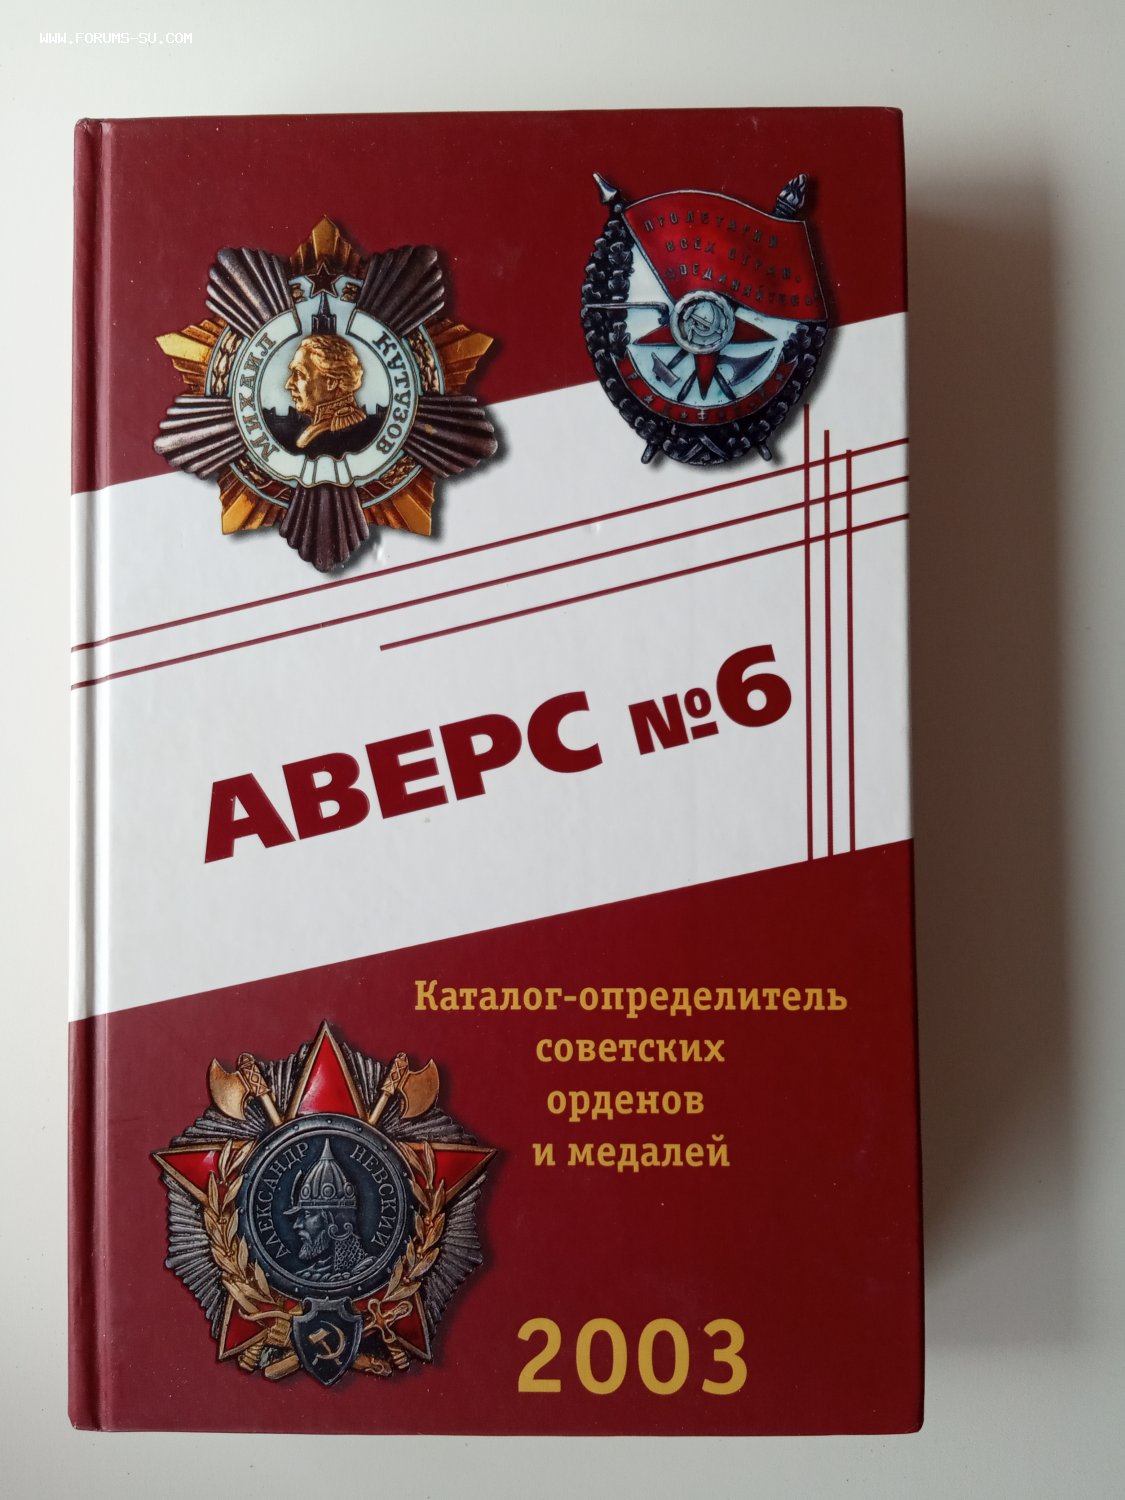 WWW.FORUMS-SU.COM
ПРОЛЕТАРИИ
ВСЕХ СТРАН,
СОЕДИНЯЙТЕСЬ
МИХАИЛ КУТУЗОВ
АВЕРС №6
Каталог-определитель
советских
орденов
и медалей
АЛЕКСАНДР НЕВСКИЙ
2003